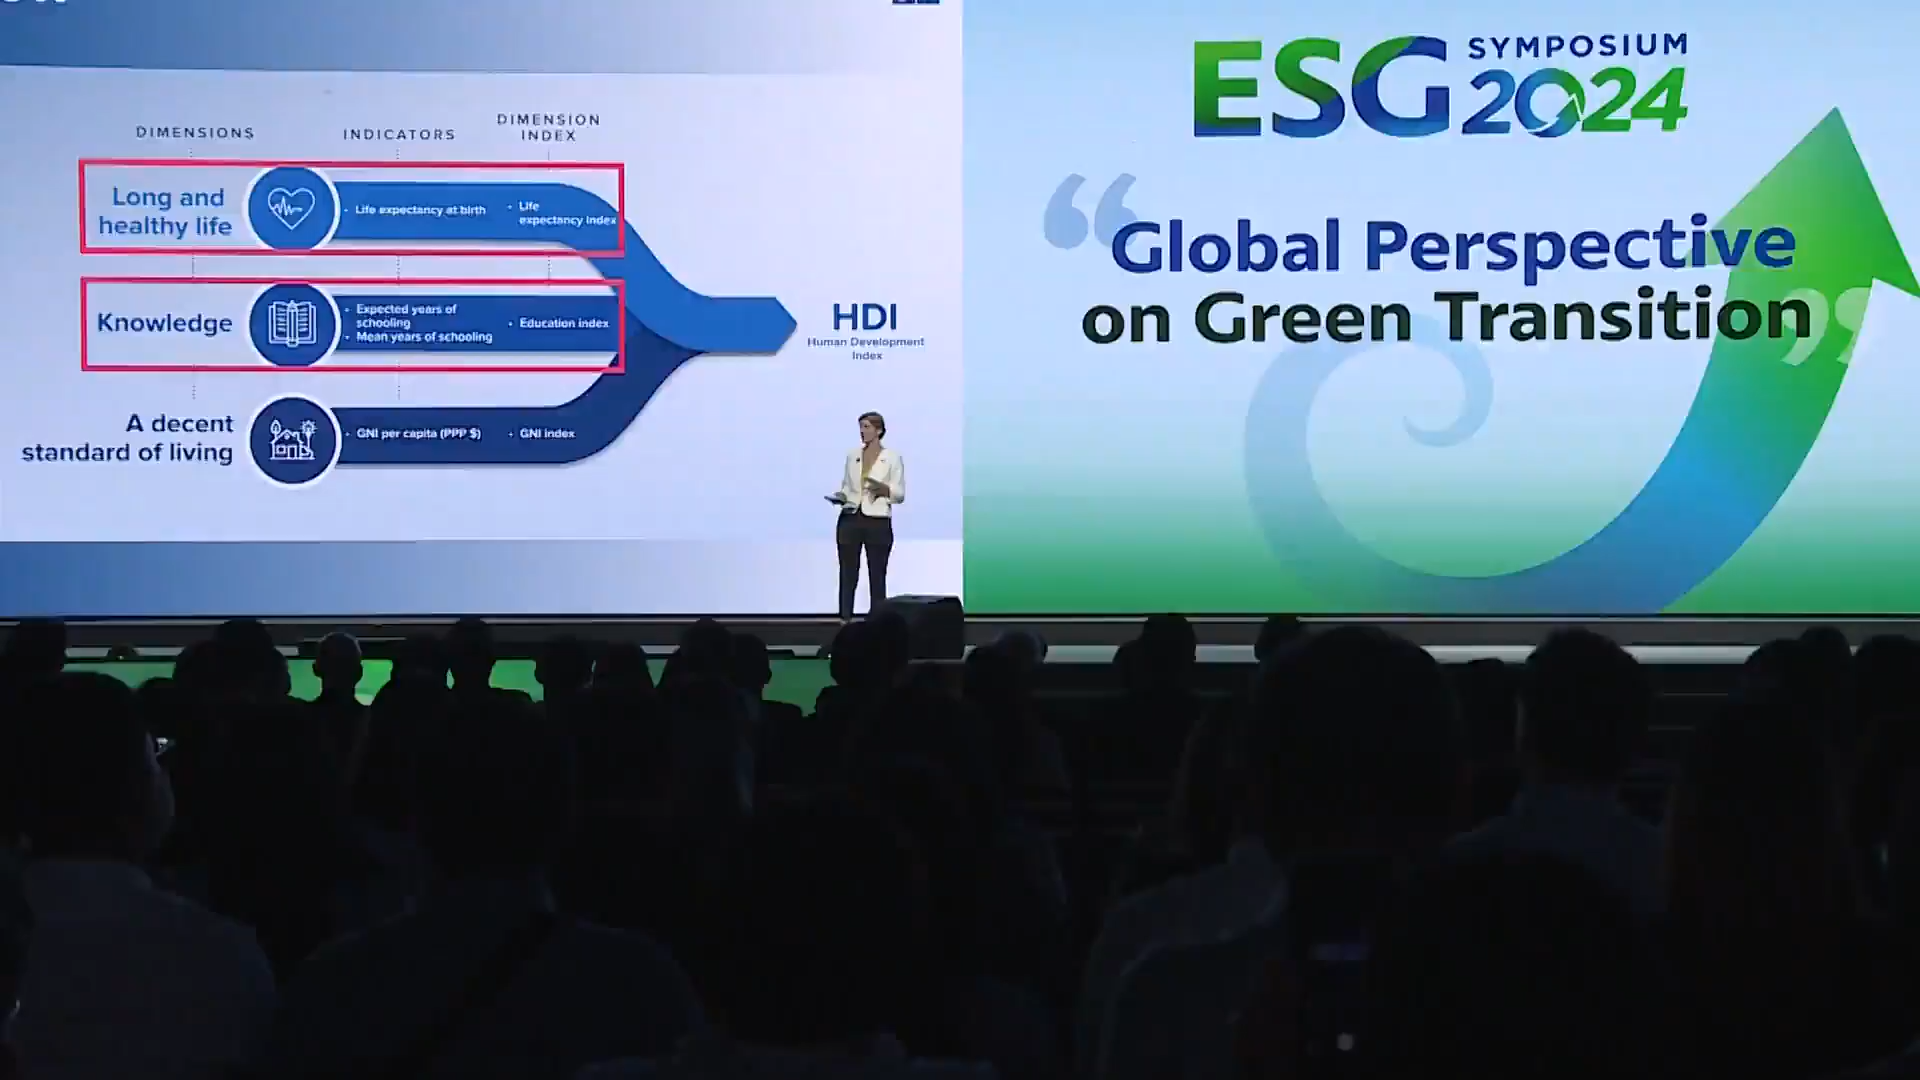 DIMENSIONS
INDICATORS
DIMENSION
INDEX
Long and
healthy life
• Life expectancy at birth
• Life
expectancy index
Knowledge
• Expected years of
schooling
• Mean years of schooling
• Education index
A decent
standard of living
• GNI per capita (PPP $)
• GNI index
HDI
Human Development
Index
ESG SYMPOSIUM
2024
“Global Perspective
on Green Transition”